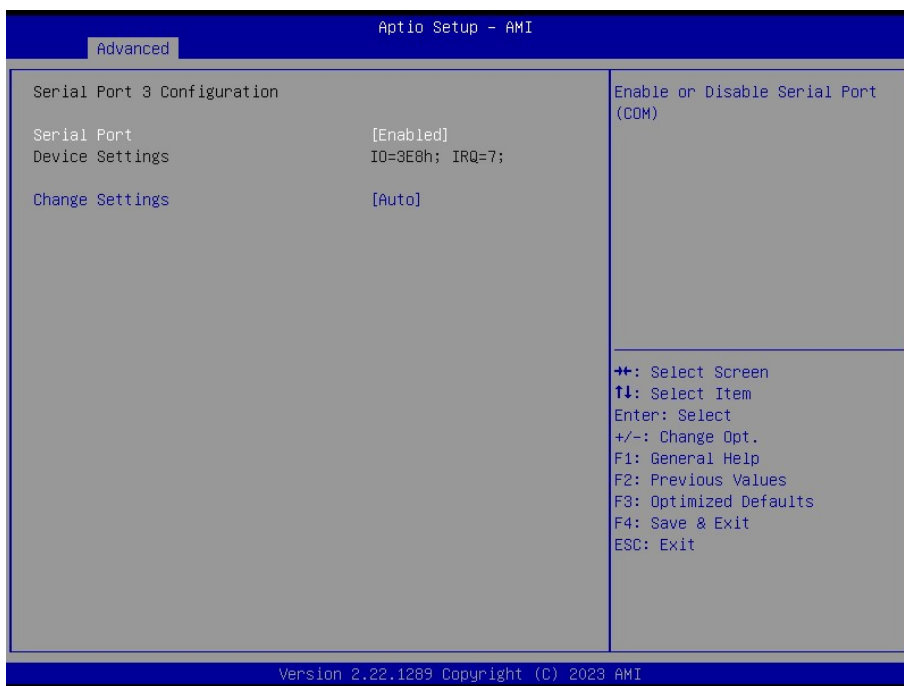 Aptio Setup – AMI
Advanced
Serial Port 3 Configuration
Serial Port [Enabled]
Device Settings IO=3E8h; IRQ=7;
Change Settings [Auto]
Enable or Disable Serial Port
(COM)
→←: Select Screen
↑↓: Select Item
Enter: Select
+/-: Change Opt.
F1: General Help
F2: Previous Values
F3: Optimized Defaults
F4: Save & Exit
ESC: Exit
Version 2.22.1289 Copyright (C) 2023 AMI